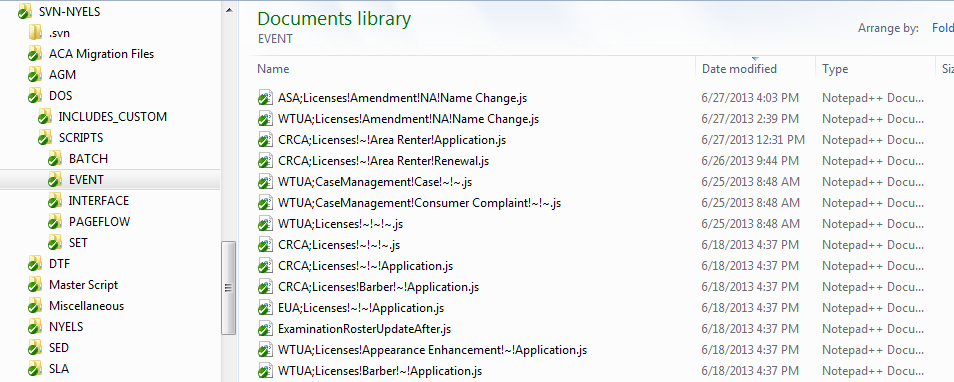 SVN-NYELS
.svn
ACA Migration Files
AGM
DOS
INCLUDES_CUSTOM
SCRIPTS
BATCH
EVENT
INTERFACE
PAGEFLOW
SET
DTF
Master Script
Miscellaneous
NYELS
SED
SLA
Documents library
EVENT
Arrange by: Fold
Name Date modified Type Siz
ASA;Licenses!Amendment!NA!Name Change.js 6/27/2013 4:03 PM Notepad++ Docu...
WTUA;Licenses!Amendment!NA!Name Change.js 6/27/2013 2:39 PM Notepad++ Docu...
CRCA;Licenses!~!Area Renter!Application.js 6/27/2013 12:31 PM Notepad++ Docu...
CRCA;Licenses!~!Area Renter!Renewal.js 6/26/2013 9:44 PM Notepad++ Docu...
WTUA;CaseManagement!Case!~!~.js 6/25/2013 8:48 AM Notepad++ Docu...
WTUA;CaseManagement!Consumer Complaint!~!~.js 6/25/2013 8:48 AM Notepad++ Docu...
WTUA;Licenses!~!~!~.js 6/25/2013 8:48 AM Notepad++ Docu...
CRCA;Licenses!~!~!~.js 6/18/2013 4:37 PM Notepad++ Docu...
CRCA;Licenses!~!~!Application.js 6/18/2013 4:37 PM Notepad++ Docu...
CRCA;Licenses!Barber!~!Application.js 6/18/2013 4:37 PM Notepad++ Docu...
EUA;Licenses!~!~!Application.js 6/18/2013 4:37 PM Notepad++ Docu...
ExaminationRosterUpdateAfter.js 6/18/2013 4:37 PM Notepad++ Docu...
WTUA;Licenses!Appearance Enhancement!~!Application.js 6/18/2013 4:37 PM Notepad++ Docu...
WTUA;Licenses!Barber!~!Application.js 6/18/2013 4:37 PM Notepad++ Docu...